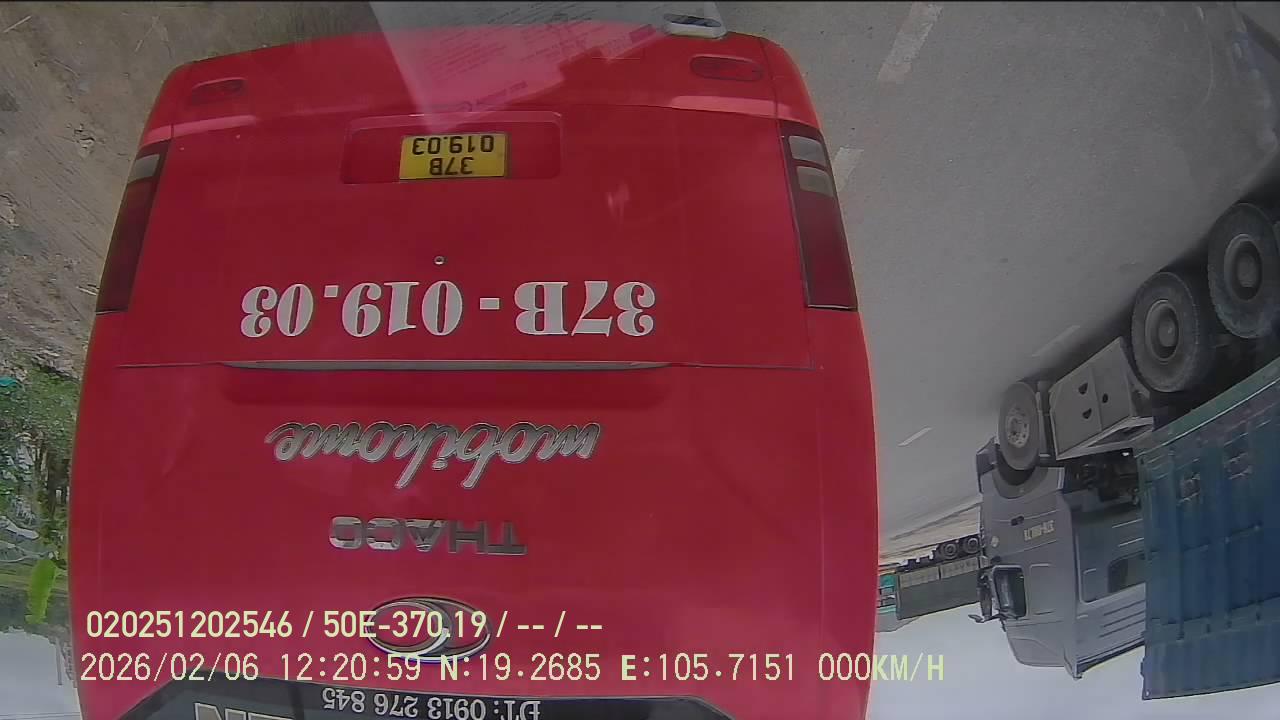 37B
019.03
37B - 019.03
mobihome
THACO
ĐT: 0913 276 845
020251202546 / 50E-370.19 / -- / --
2026/02/06 12:20:59 N:19.2685 E:105.7151 000KM/H